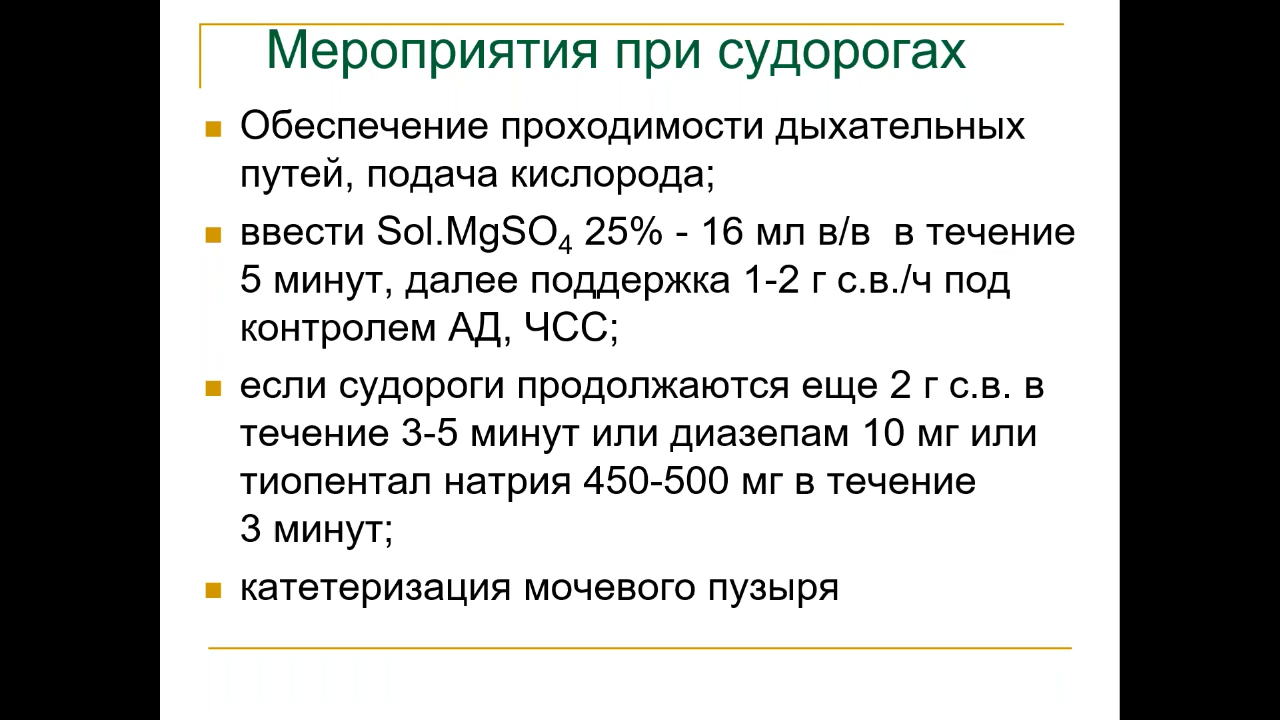 Мероприятия при судорогах
Обеспечение проходимости дыхательных
путей, подача кислорода;
ввести Sol.MgSO₄ 25% - 16 мл в/в в течение
5 минут, далее поддержка 1-2 г с.в./ч под
контролем АД, ЧСС;
если судороги продолжаются еще 2 г с.в. в
течение 3-5 минут или диазепам 10 мг или
тиопентал натрия 450-500 мг в течение
3 минут;
катетеризация мочевого пузыря